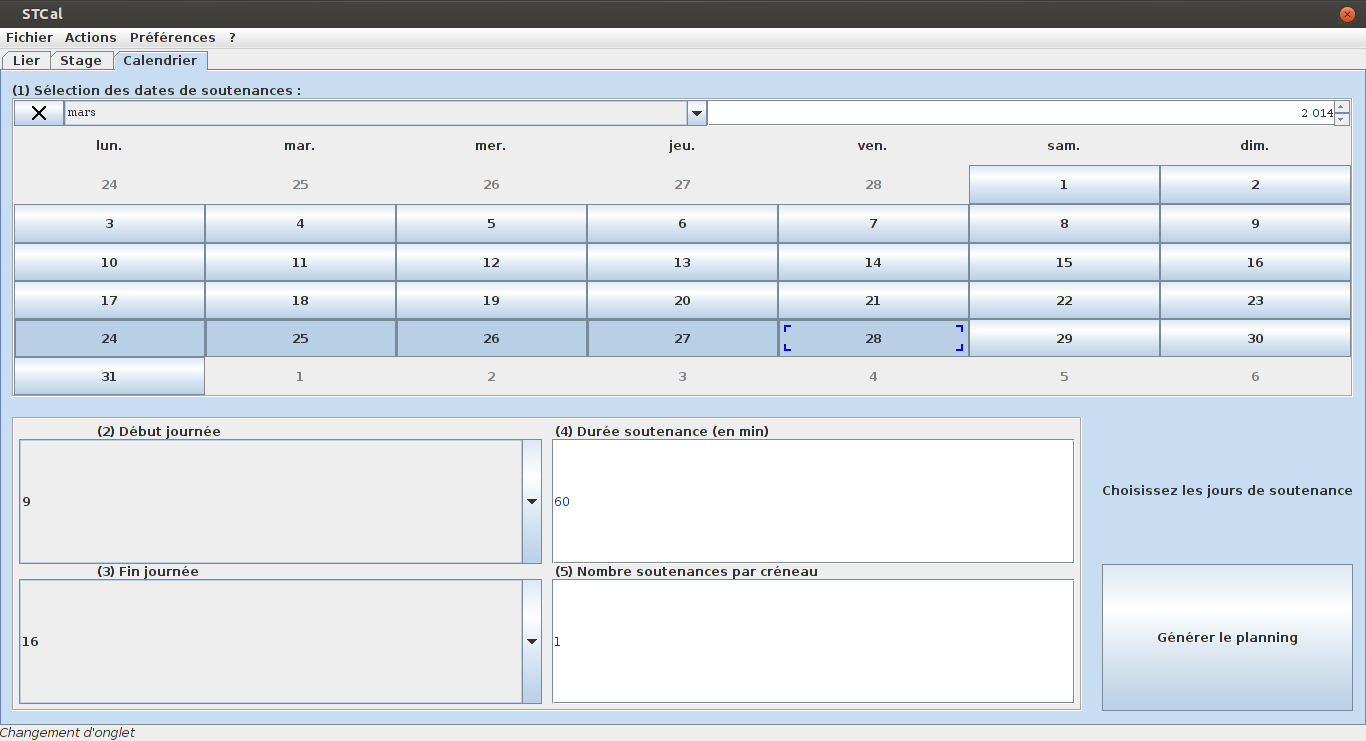 STCal
Fichier Actions Préférences ?
Lier Stage Calendrier
(1) Sélection des dates de soutenances :
mars 2 014
lun. mar. mer. jeu. ven. sam. dim.
24 25 26 27 28 1 2
3 4 5 6 7 8 9
10 11 12 13 14 15 16
17 18 19 20 21 22 23
24 25 26 27 28 29 30
31 1 2 3 4 5 6
(2) Début journée
9
(4) Durée soutenance (en min)
60
(3) Fin journée
16
(5) Nombre soutenances par créneau
1
Choisissez les jours de soutenance
Générer le planning
Changement d'onglet